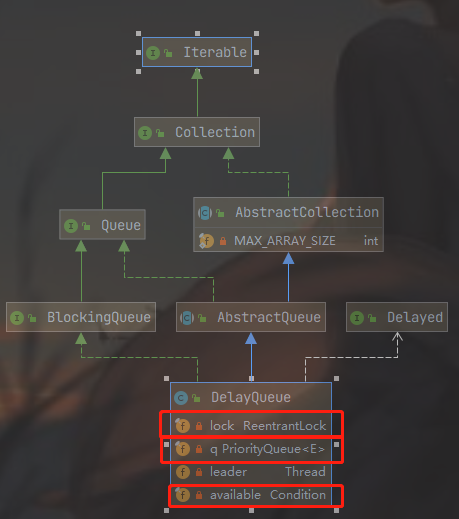 Iterable
Collection
Queue
AbstractCollection
MAX_ARRAY_SIZE int
BlockingQueue
AbstractQueue
Delayed
DelayQueue
lock ReentrantLock
q PriorityQueue<E>
leader Thread
available Condition